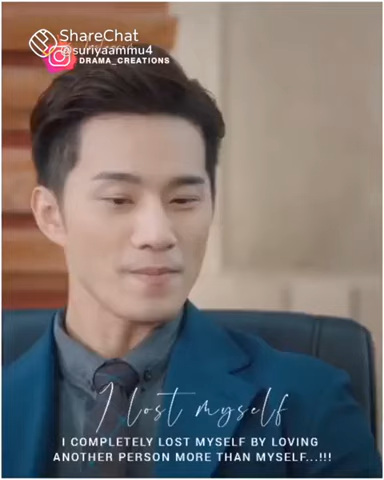 ShareChat
@suriyaammu4
DRAMA_CREATIONS
I lost myself
I COMPLETELY LOST MYSELF BY LOVING
ANOTHER PERSON MORE THAN MYSELF...!!!